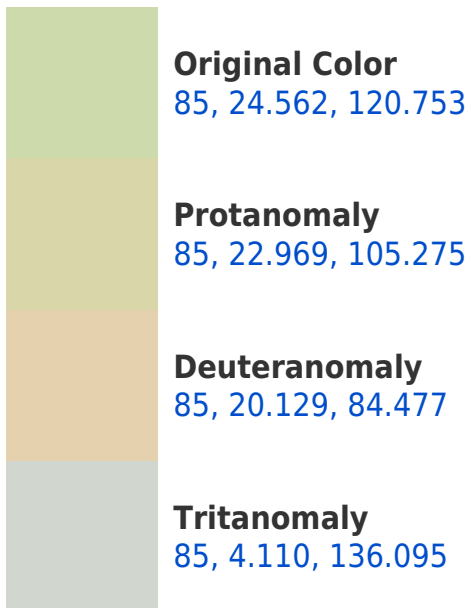 Original Color
85, 24.562, 120.753
Protanomaly
85, 22.969, 105.275
Deuteranomaly
85, 20.129, 84.477
Tritanomaly
85, 4.110, 136.095